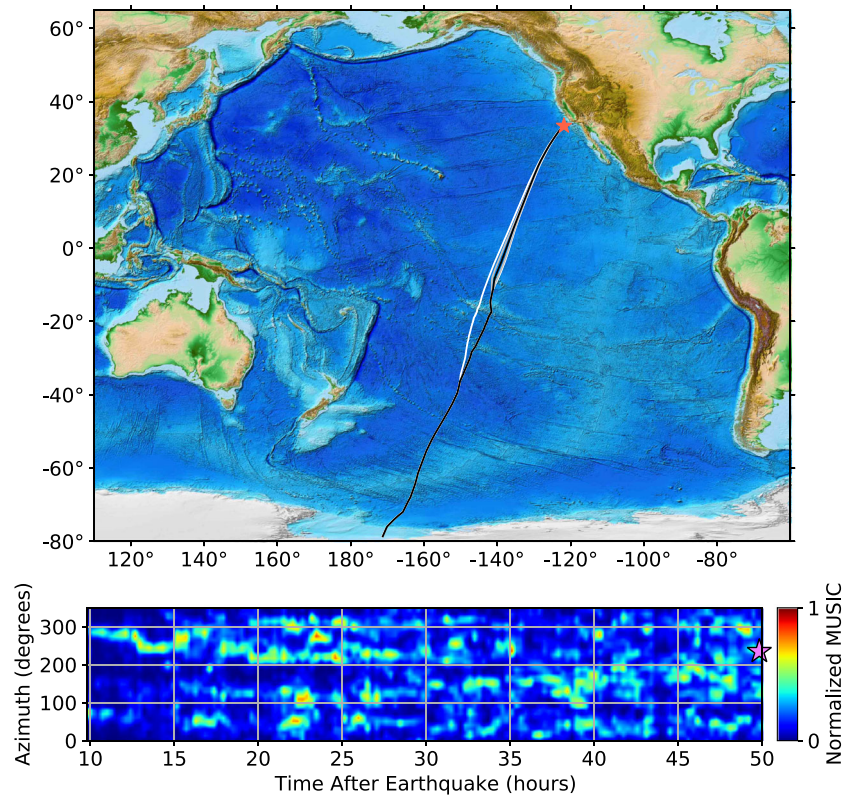 60°
40°
20°
0°
-20°
-40°
-60°
-80°
120° 140° 160° 180° -160° -140° -120° -100° -80°
Azimuth (degrees)
300
200
100
0
10 15 20 25 30 35 40 45 50
Time After Earthquake (hours)
1
0
Normalized MUSIC